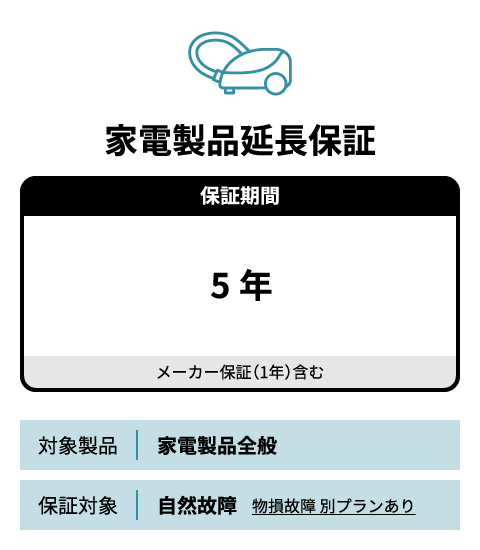 家電製品延長保証
保証期間
5 年
メーカー保証(1年)含む
対象製品 家電製品全般
保証対象 自然故障 物損故障 別プランあり